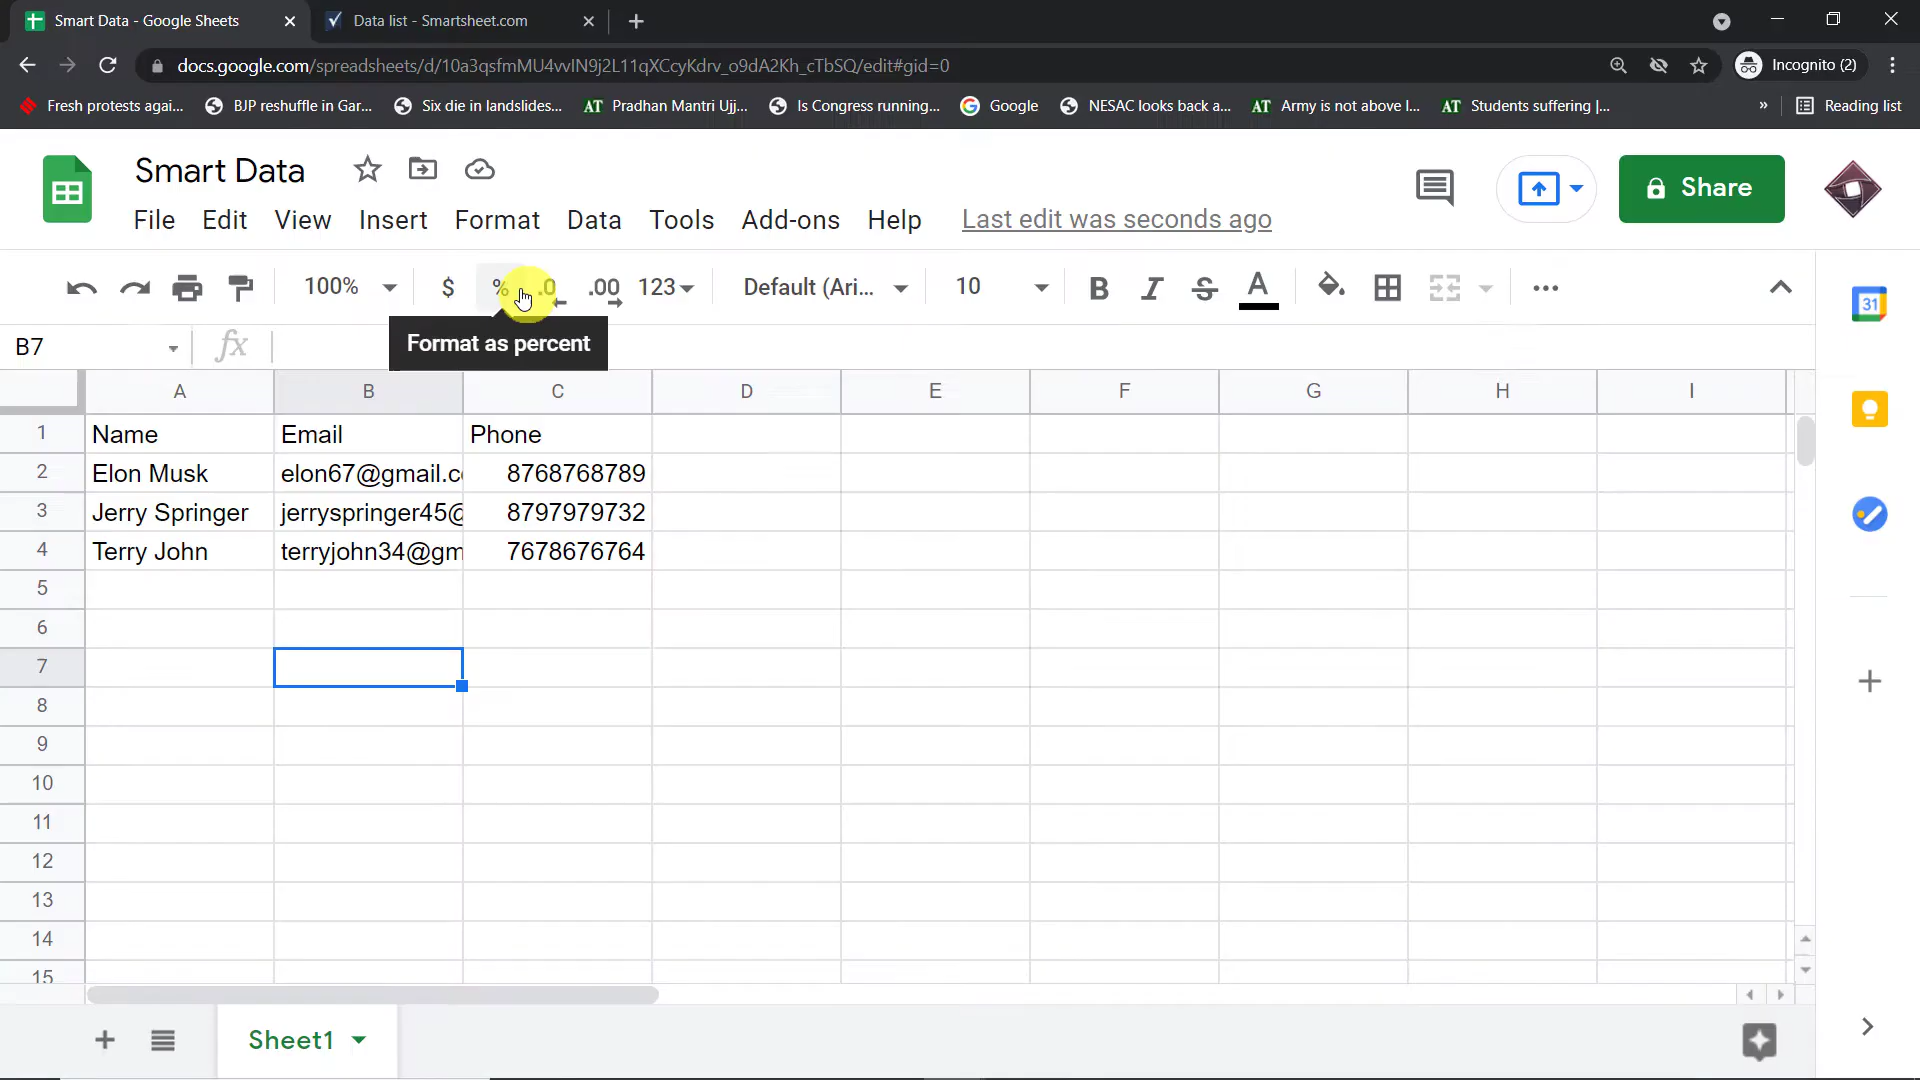 Smart Data - Google Sheets
Data list - Smartsheet.com
docs.google.com/spreadsheets/d/10a3qsfmMU4vvIN9j2L11qXCcyKdrv_o9dA2Kh_cTbSQ/edit#gid=0
Incognito (2)
Fresh protests agai...
BJP reshuffle in Gar...
Six die in landslides...
AT Pradhan Mantri Ujj...
Is Congress running...
Google
NESAC looks back a...
AT Army is not above l...
AT Students suffering |...
»
Reading list
Smart Data
Share
File Edit View Insert Format Data Tools Add-ons Help
Last edit was seconds ago
100% $ % .0 .00 123 Default (Ari... 10 B I S A
31
B7
fx
Format as percent
A B C D E F G H I
1 Name Email Phone
2 Elon Musk elon67@gmail.c 8768768789
3 Jerry Springer jerryspringer45@ 8797979732
4 Terry John terryjohn34@gm 7678676764
5
6
7
8
9
10
11
12
13
14
15
Sheet1